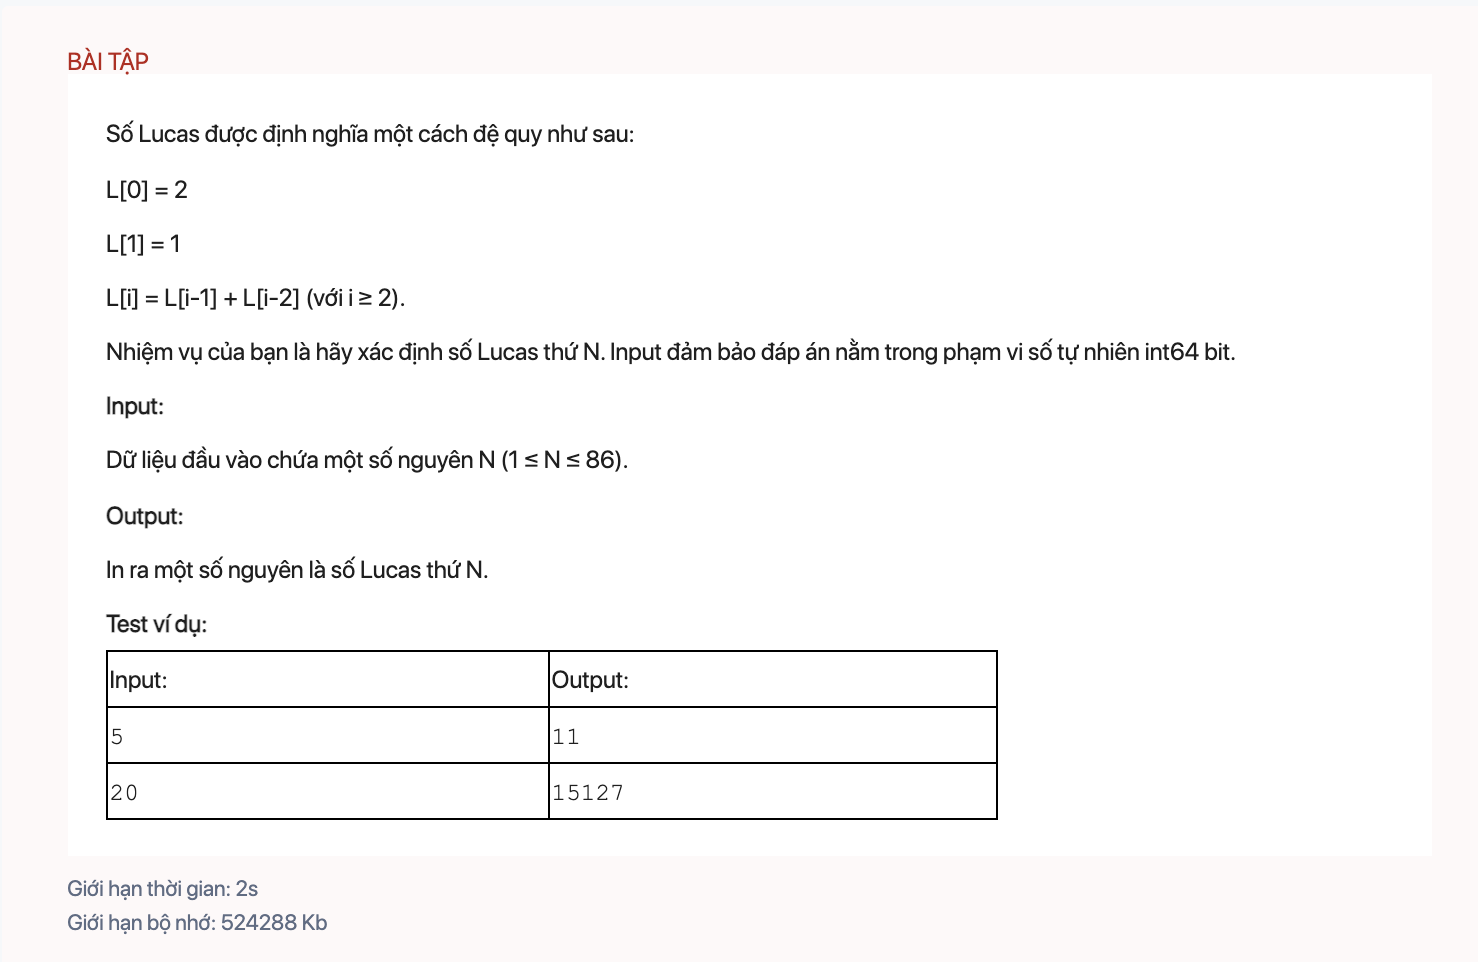 BÀI TẬP
Số Lucas được định nghĩa một cách đệ quy như sau:
L[0] = 2
L[1] = 1
L[i] = L[i-1] + L[i-2] (với i ≥ 2).
Nhiệm vụ của bạn là hãy xác định số Lucas thứ N. Input đảm bảo đáp án nằm trong phạm vi số tự nhiên int64 bit.
Input:
Dữ liệu đầu vào chứa một số nguyên N (1 ≤ N ≤ 86).
Output:
In ra một số nguyên là số Lucas thứ N.
Test ví dụ:
Input: Output:
5 11
20 15127
Giới hạn thời gian: 2s
Giới hạn bộ nhớ: 524288 Kb